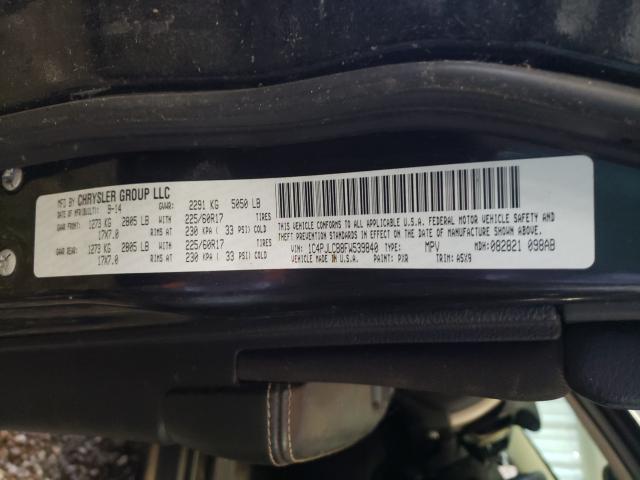 MFD BY CHRYSLER GROUP LLC
DATE OF MFR(BUILT): 9-14 GVWR: 2291 KG 5050 LB
GAWR FRONT: 1273 KG 2805 LB WITH 225/60R17 TIRES
17X7.0 RIMS AT 230 KPA ( 33 PSI) COLD
GAWR REAR: 1273 KG 2805 LB WITH 225/60R17 TIRES
17X7.0 RIMS AT 230 KPA ( 33 PSI) COLD
THIS VEHICLE CONFORMS TO ALL APPLICABLE U.S.A. FEDERAL MOTOR VEHICLE SAFETY AND
THEFT PREVENTION STANDARDS IN EFFECT ON THE DATE OF MFR SHOWN ABOVE.
VIN: 1C4PJLCB8FW539840 TYPE: MPV MDH: 082821 098AB
VEHICLE MADE IN U.S.A. PAINT: PXR TRIM: A5X9